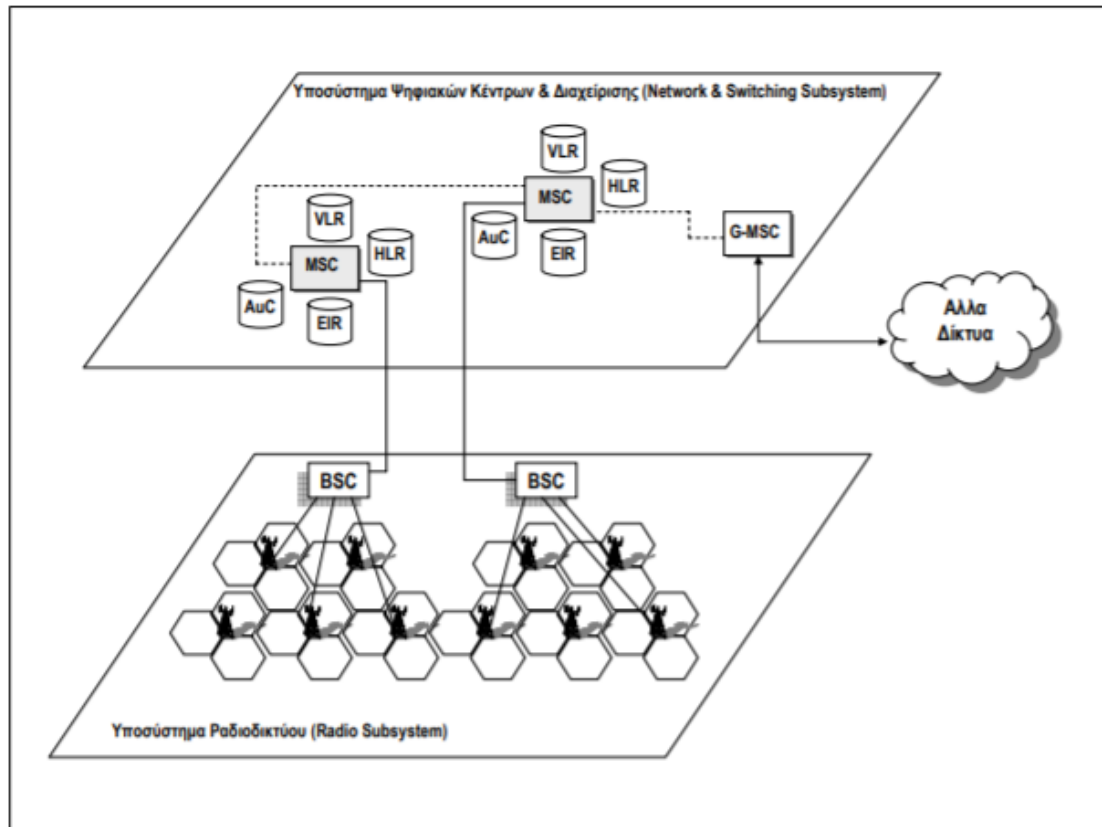 Υποσύστημα Ψηφιακών Κέντρων & Διαχείρισης (Network & Switching Subsystem)
VLR
MSC
HLR
AuC
EIR
VLR
MSC
HLR
AuC
EIR
G-MSC
Αλλα
Δίκτυα
BSC
BSC
Υποσύστημα Ραδιοδικτύου (Radio Subsystem)